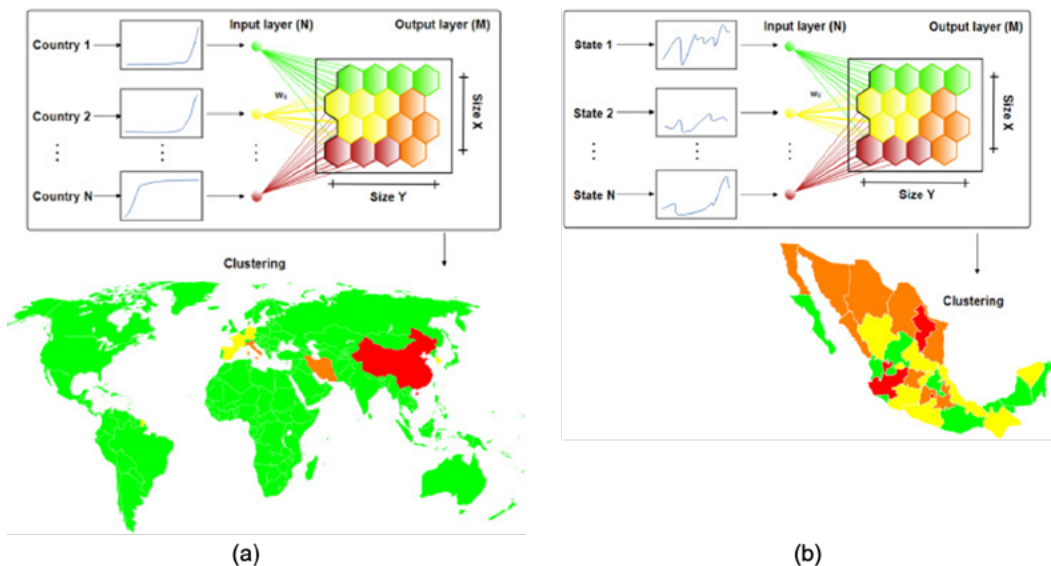 Input layer (N)
Output layer (M)
Country 1
Country 2
Country N
Size X
Size Y
Clustering
(a)
Input layer (N)
Output layer (M)
State 1
State 2
State N
Size X
Size Y
Clustering
(b)